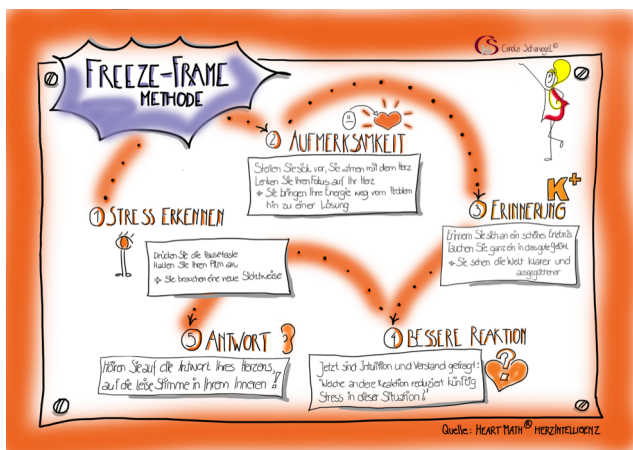 Carola Schanegel©
FREEZE-FRAME
METHODE
2 AUFMERKSAMKEIT
Stellen Sie sich vor, Sie atmen mit dem Herz
Lenken Sie Ihren Fokus auf Ihr Herz
Sie bringen Ihre Energie weg vom Problem
hin zu einer Lösung
1 STRESS ERKENNEN
Drücken Sie die Pausetaste
Halten Sie Ihren Film an
Sie brauchen eine neue Sichtweise
K+
3 ERINNERUNG
Erinnern Sie sich an ein schönes Erlebnis
Tauchen Sie ganz ein in das gute Gefühl
Sie sehen die Welt klarer und
ausgeglichener
5 ANTWORT
Hören Sie auf die Antwort Ihres Herzens,
auf die leise Stimme in Ihrem Inneren!
4 BESSERE REAKTION
Jetzt sind Intuition und Verstand gefragt:
"Welche andere Reaktion reduziert künftig
Stress in dieser Situation?"
?
Quelle: HEARTMATH® HERZINTELLIGENZ